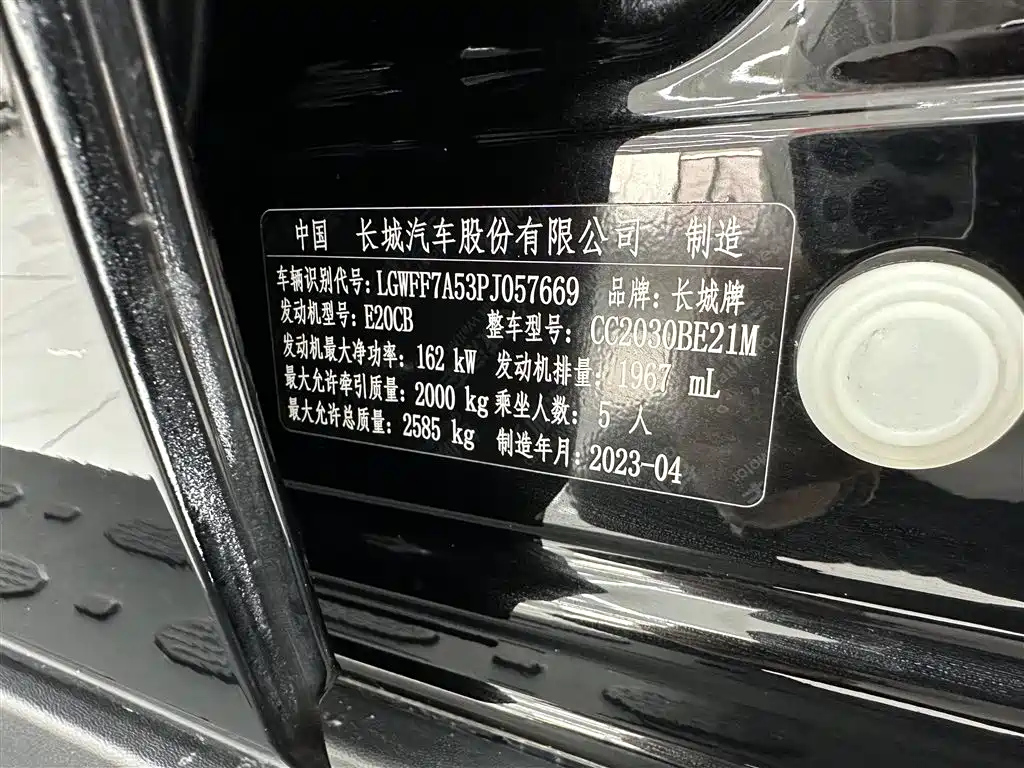 中国 长城汽车股份有限公司 制造
车辆识别代号:LGWFF7A53PJ057669 品牌:长城牌
发动机型号:E20CB 整车型号:CC2030BE21M
发动机最大净功率:162 kW 发动机排量:1967 mL
最大允许牵引质量:2000 kg 乘坐人数:5 人
最大允许总质量:2585 kg 制造年月:2023-04